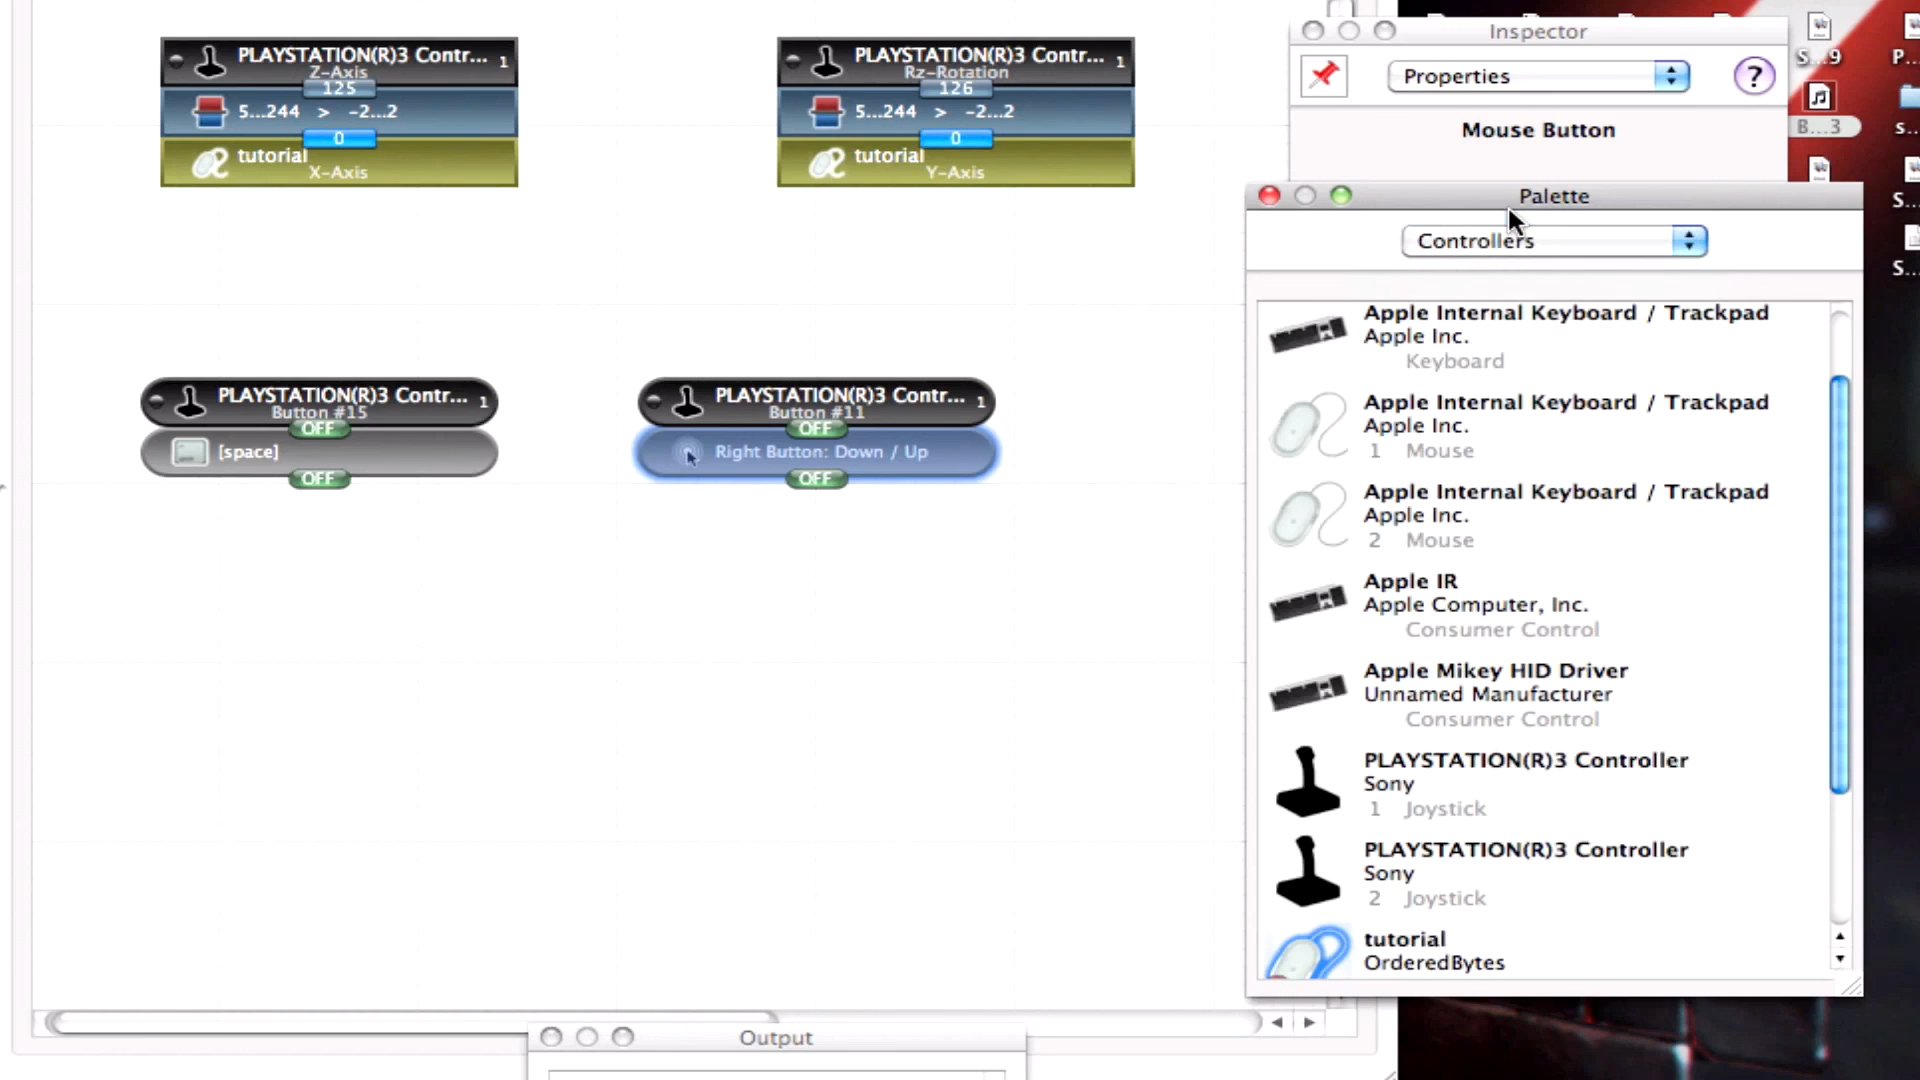 PLAYSTATION(R)3 Contr... 1
Z-Axis
125
5...244 > -2...2
0
tutorial
X-Axis
PLAYSTATION(R)3 Contr... 1
Rz-Rotation
126
5...244 > -2...2
0
tutorial
Y-Axis
PLAYSTATION(R)3 Contr... 1
Button #15
OFF
[space]
OFF
PLAYSTATION(R)3 Contr... 1
Button #11
OFF
Right Button: Down / Up
OFF
Inspector
Properties
?
Mouse Button
Palette
Controllers
Apple Internal Keyboard / Trackpad
Apple Inc.
Keyboard
Apple Internal Keyboard / Trackpad
Apple Inc.
1 Mouse
Apple Internal Keyboard / Trackpad
Apple Inc.
2 Mouse
Apple IR
Apple Computer, Inc.
Consumer Control
Apple Mikey HID Driver
Unnamed Manufacturer
Consumer Control
PLAYSTATION(R)3 Controller
Sony
1 Joystick
PLAYSTATION(R)3 Controller
Sony
2 Joystick
tutorial
OrderedBytes
Output
S...9
P...
B...3
s...
S...
S...